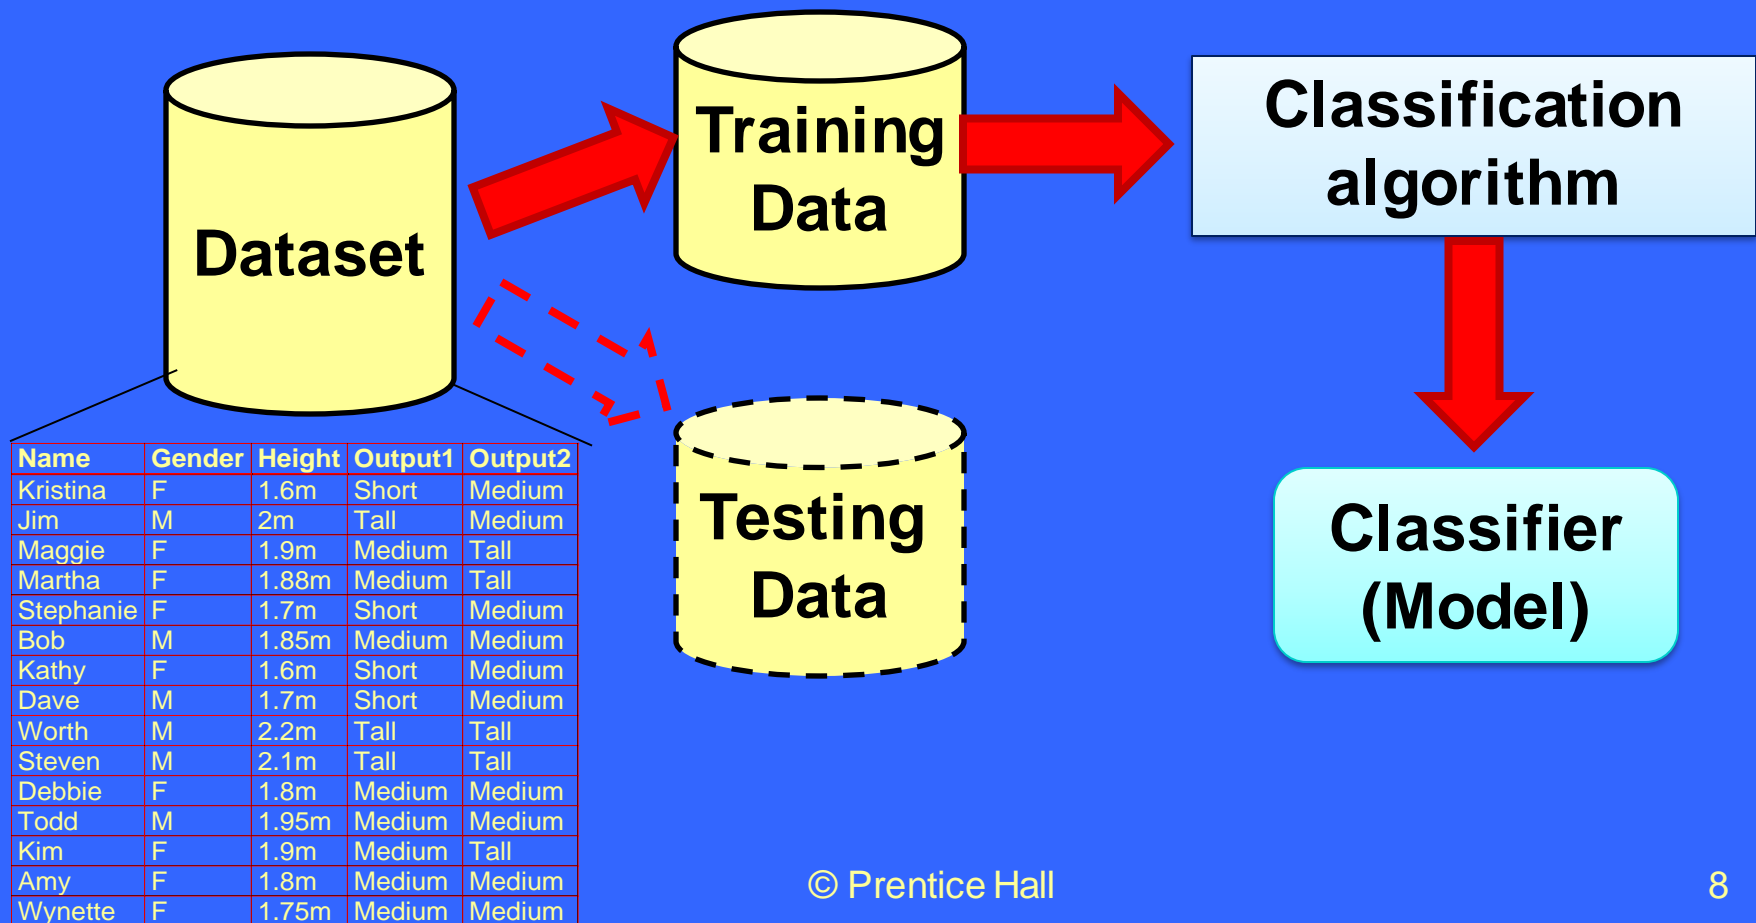 Dataset
Training
Data
Classification
algorithm
Testing
Data
Classifier
(Model)
Name Gender Height Output1 Output2
Kristina F 1.6m Short Medium
Jim M 2m Tall Medium
Maggie F 1.9m Medium Tall
Martha F 1.88m Medium Tall
Stephanie F 1.7m Short Medium
Bob M 1.85m Medium Medium
Kathy F 1.6m Short Medium
Dave M 1.7m Short Medium
Worth M 2.2m Tall Tall
Steven M 2.1m Tall Tall
Debbie F 1.8m Medium Medium
Todd M 1.95m Medium Medium
Kim F 1.9m Medium Tall
Amy F 1.8m Medium Medium
Wynette F 1.75m Medium Medium
© Prentice Hall
8